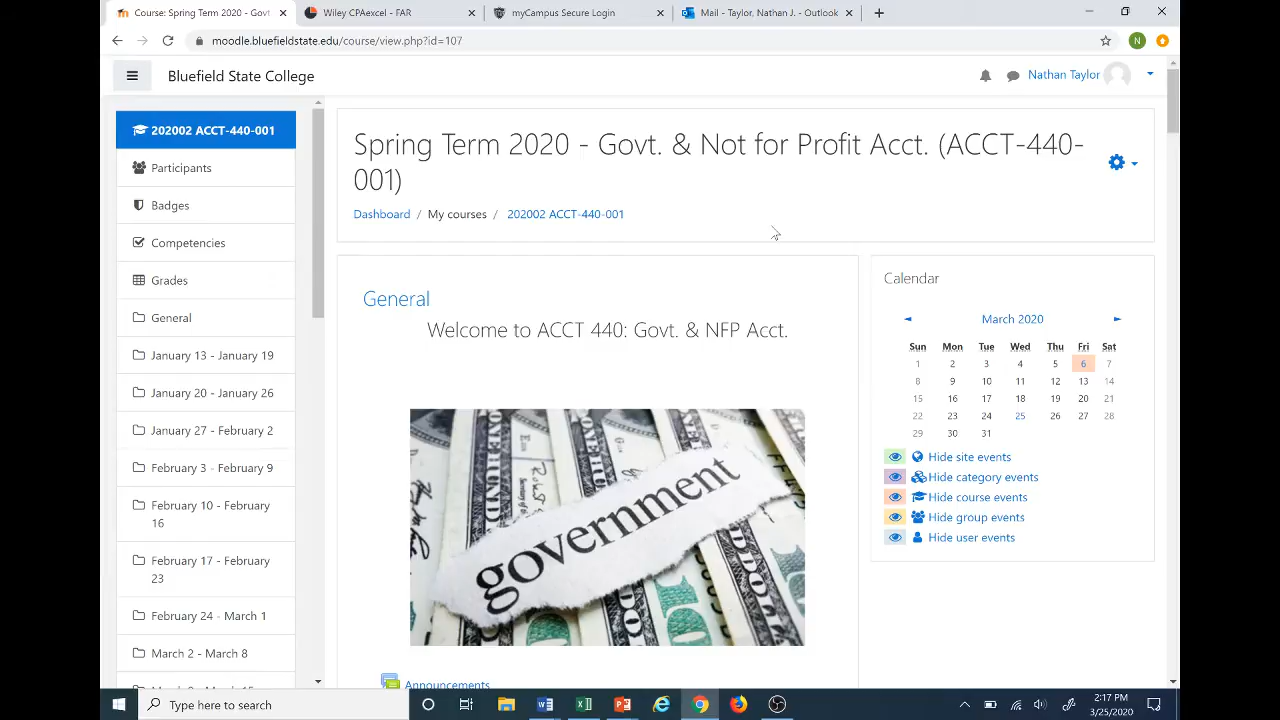 Course: Spring Term 2020 - Govt
Wiley CPAexcel - FAR
myCampus Secure Login
Mail - Taylor, Nathan J. - Outlook
moodle.bluefieldstate.edu/course/view.php?id=107
N
Bluefield State College
Nathan Taylor
202002 ACCT-440-001
Participants
Badges
Competencies
Grades
General
January 13 - January 19
January 20 - January 26
January 27 - February 2
February 3 - February 9
February 10 - February
16
February 17 - February
23
February 24 - March 1
March 2 - March 8
Spring Term 2020 - Govt. & Not for Profit Acct. (ACCT-440-
001)
Dashboard / My courses / 202002 ACCT-440-001
General
Welcome to ACCT 440: Govt. & NFP Acct.
government
Announcements
Calendar
◄ March 2020 ►
Sun Mon Tue Wed Thu Fri Sat
1 2 3 4 5 6 7
8 9 10 11 12 13 14
15 16 17 18 19 20 21
22 23 24 25 26 27 28
29 30 31
Hide site events
Hide category events
Hide course events
Hide group events
Hide user events
Type here to search
2:17 PM
3/25/2020